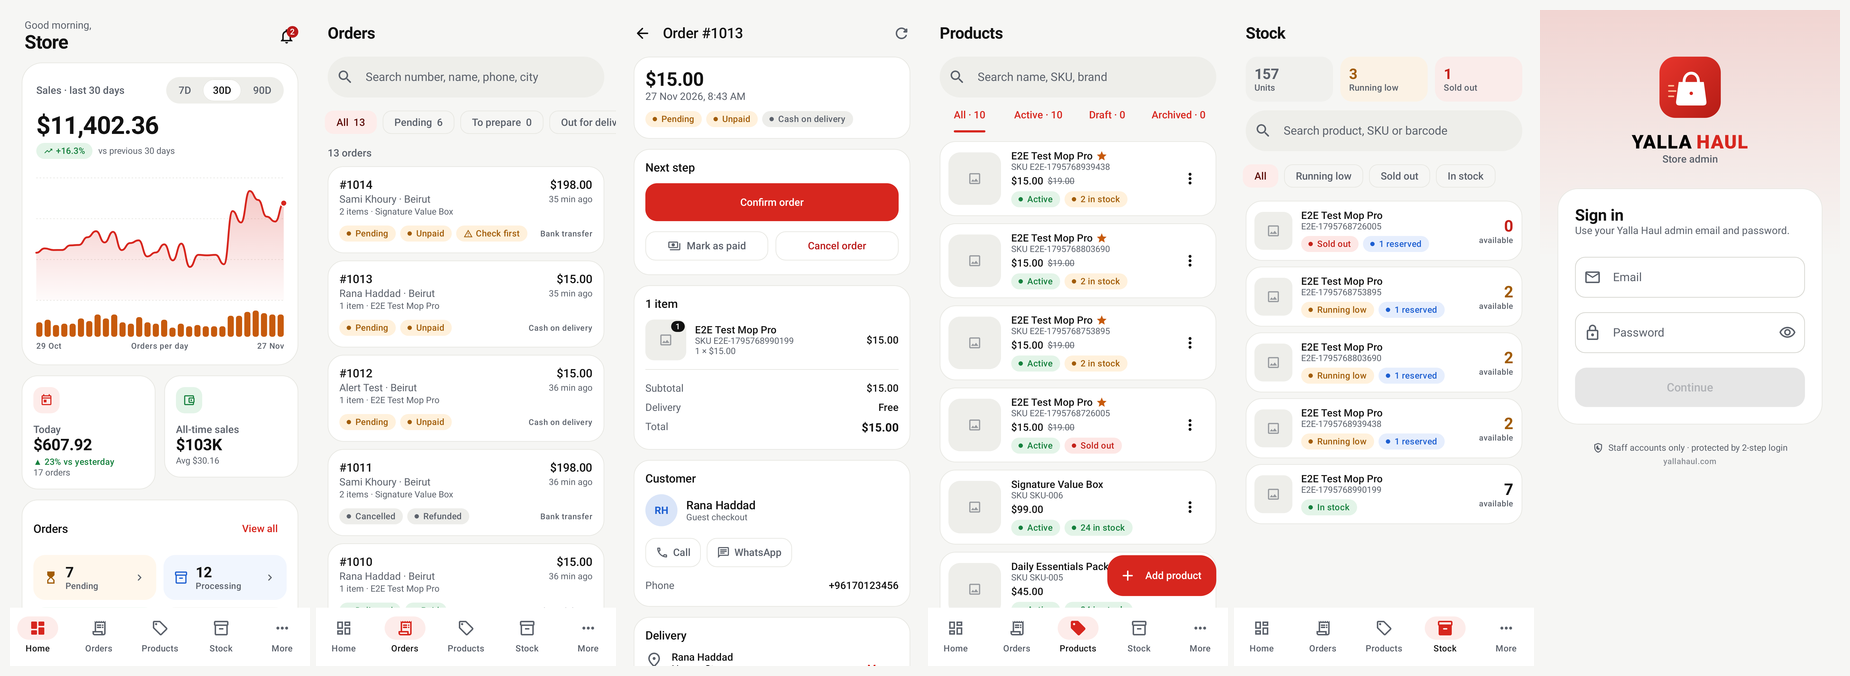 Good morning,
Store
2
Sales · last 30 days
7D
30D
90D
$11,402.36
+16.3%
vs previous 30 days
29 Oct
Orders per day
27 Nov
Today
$607.92
▲ 23% vs yesterday
17 orders
All-time sales
$103K
Avg $30.16
Orders
View all
7
Pending
12
Processing
Home
Orders
Products
Stock
More
Orders
Search number, name, phone, city
All 13
Pending 6
To prepare 0
Out for deliv
13 orders
#1014
$198.00
Sami Khoury · Beirut
35 min ago
2 items · Signature Value Box
Pending
Unpaid
Check first
Bank transfer
#1013
$15.00
Rana Haddad · Beirut
35 min ago
1 item · E2E Test Mop Pro
Pending
Unpaid
Cash on delivery
#1012
$15.00
Alert Test · Beirut
36 min ago
1 item · E2E Test Mop Pro
Pending
Unpaid
Cash on delivery
#1011
$198.00
Sami Khoury · Beirut
36 min ago
2 items · Signature Value Box
Cancelled
Refunded
Bank transfer
#1010
$15.00
Rana Haddad · Beirut
36 min ago
1 item · E2E Test Mop Pro
Home
Orders
Products
Stock
More
Order #1013
$15.00
27 Nov 2026, 8:43 AM
Pending
Unpaid
Cash on delivery
Next step
Confirm order
Mark as paid
Cancel order
1 item
1
E2E Test Mop Pro
SKU E2E-1795768990199
1 × $15.00
$15.00
Subtotal
$15.00
Delivery
Free
Total
$15.00
Customer
RH
Rana Haddad
Guest checkout
Call
WhatsApp
Phone
+96170123456
Delivery
Rana Haddad
Products
Search name, SKU, brand
All · 10
Active · 10
Draft · 0
Archived · 0
E2E Test Mop Pro
SKU E2E-1795768939438
$15.00 $19.00
Active
2 in stock
E2E Test Mop Pro
SKU E2E-1795768803690
$15.00 $19.00
Active
2 in stock
E2E Test Mop Pro
SKU E2E-1795768753895
$15.00 $19.00
Active
2 in stock
E2E Test Mop Pro
SKU E2E-1795768726005
$15.00 $19.00
Active
Sold out
Signature Value Box
SKU SKU-006
$99.00
Active
24 in stock
Daily Essentials Pack
SKU SKU-005
$45.00
Add product
Home
Orders
Products
Stock
More
Stock
157
Units
3
Running low
1
Sold out
Search product, SKU or barcode
All
Running low
Sold out
In stock
E2E Test Mop Pro
E2E-1795768726005
Sold out
1 reserved
0
available
E2E Test Mop Pro
E2E-1795768753895
Running low
1 reserved
2
available
E2E Test Mop Pro
E2E-1795768803690
Running low
1 reserved
2
available
E2E Test Mop Pro
E2E-1795768939438
Running low
1 reserved
2
available
E2E Test Mop Pro
E2E-1795768990199
In stock
7
available
Home
Orders
Products
Stock
More
YALLA HAUL
Store admin
Sign in
Use your Yalla Haul admin email and password.
Email
Password
Continue
Staff accounts only · protected by 2-step login
yallahaul.com